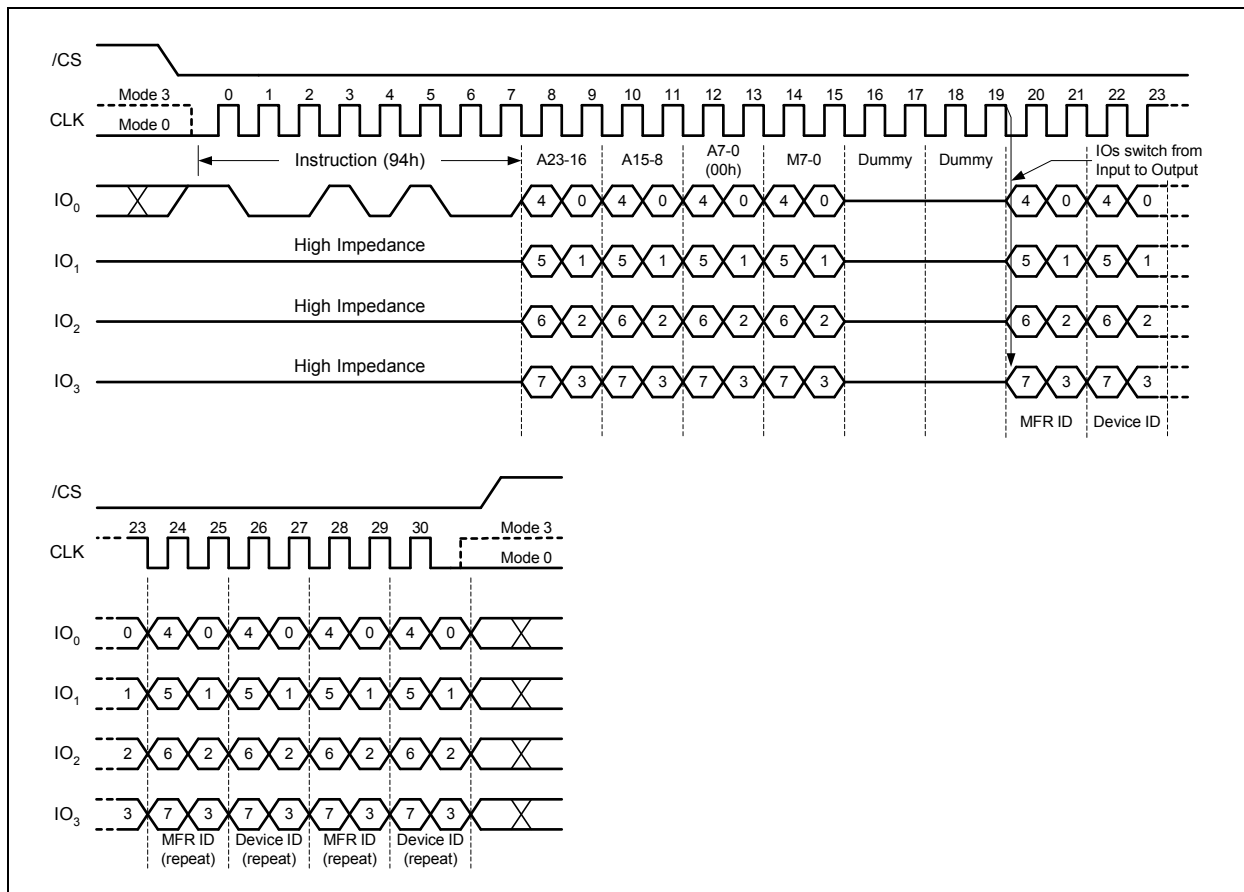 /CS
Mode 3
0 1 2 3 4 5 6 7 8 9 10 11 12 13 14 15 16 17 18 19 20 21 22 23
CLK
Mode 0
Instruction (94h)
A23-16 A15-8 A7-0 (00h) M7-0 Dummy Dummy
IOs switch from
Input to Output
IO0
4 0 4 0 4 0 4 0 4 0 4 0
High Impedance
IO1
5 1 5 1 5 1 5 1 5 1 5 1
High Impedance
IO2
6 2 6 2 6 2 6 2 6 2 6 2
High Impedance
IO3
7 3 7 3 7 3 7 3 7 3 7 3
MFR ID Device ID
/CS
23 24 25 26 27 28 29 30
Mode 3
CLK
Mode 0
IO0
0 4 0 4 0 4 0 4 0
IO1
1 5 1 5 1 5 1 5 1
IO2
2 6 2 6 2 6 2 6 2
IO3
3 7 3 7 3 7 3 7 3
MFR ID Device ID MFR ID Device ID
(repeat) (repeat) (repeat) (repeat)